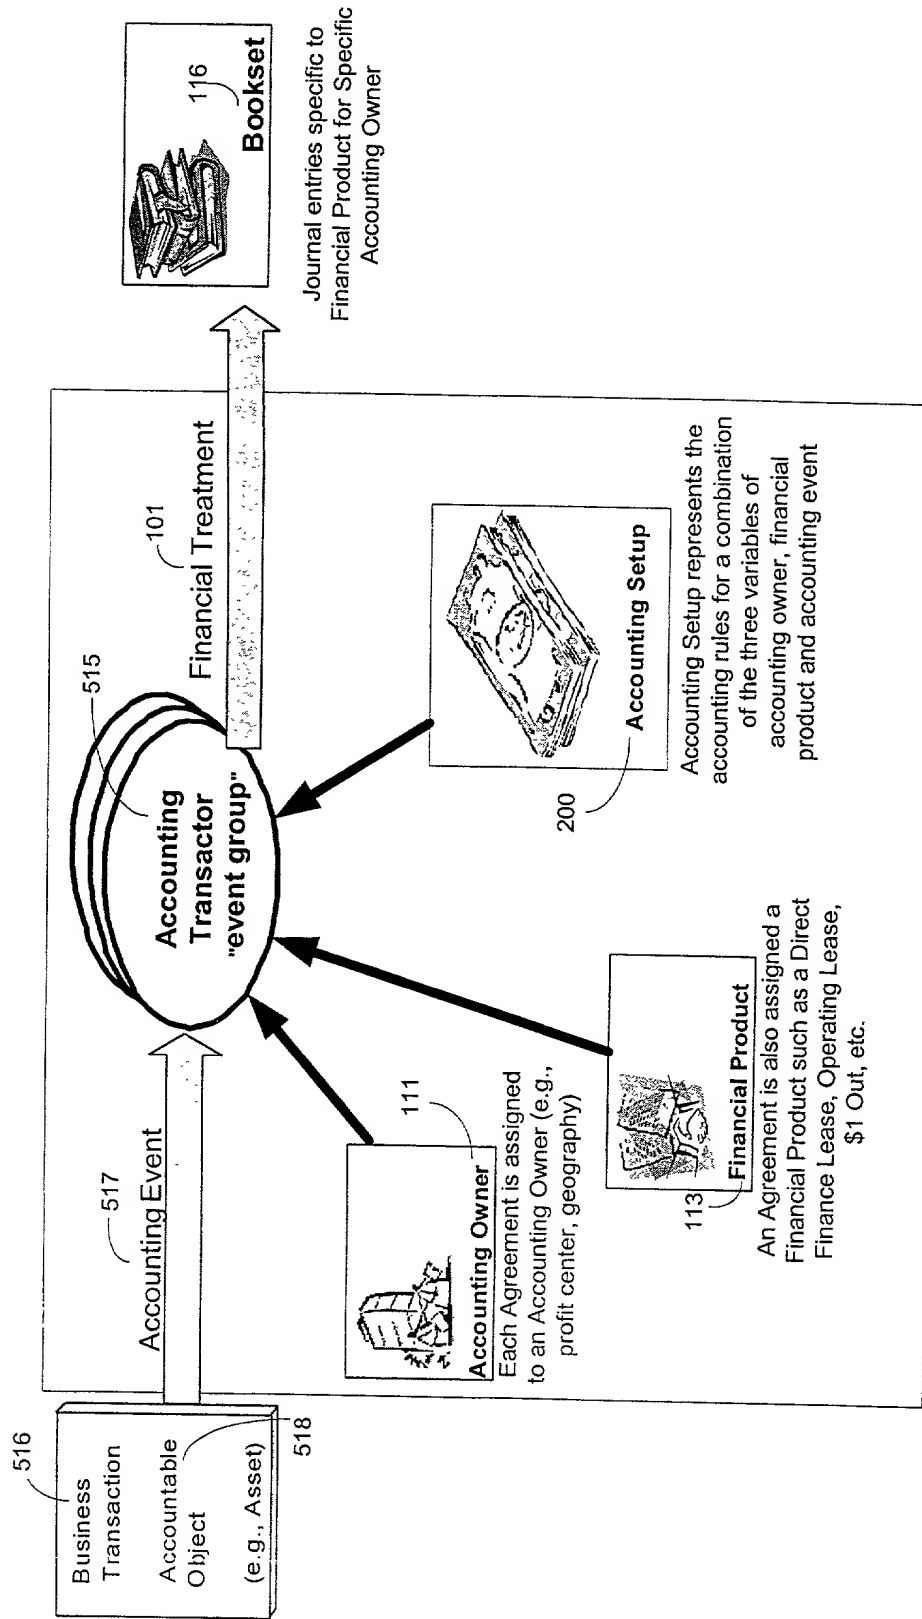 516
Business
Transaction
Accountable
Object
(e.g., Asset)
518
517
Accounting Event
515
Accounting
Transactor
"event group"
101
Financial Treatment
116
Bookset
Journal entries specific to
Financial Product for Specific
Accounting Owner
111
Accounting Owner
Each Agreement is assigned
to an Accounting Owner (e.g.,
profit center, geography)
113
Financial Product
An Agreement is also assigned a
Financial Product such as a Direct
Finance Lease, Operating Lease,
$1 Out, etc.
200
Accounting Setup
Accounting Setup represents the
accounting rules for a combination
of the three variables of
accounting owner, financial
product and accounting event